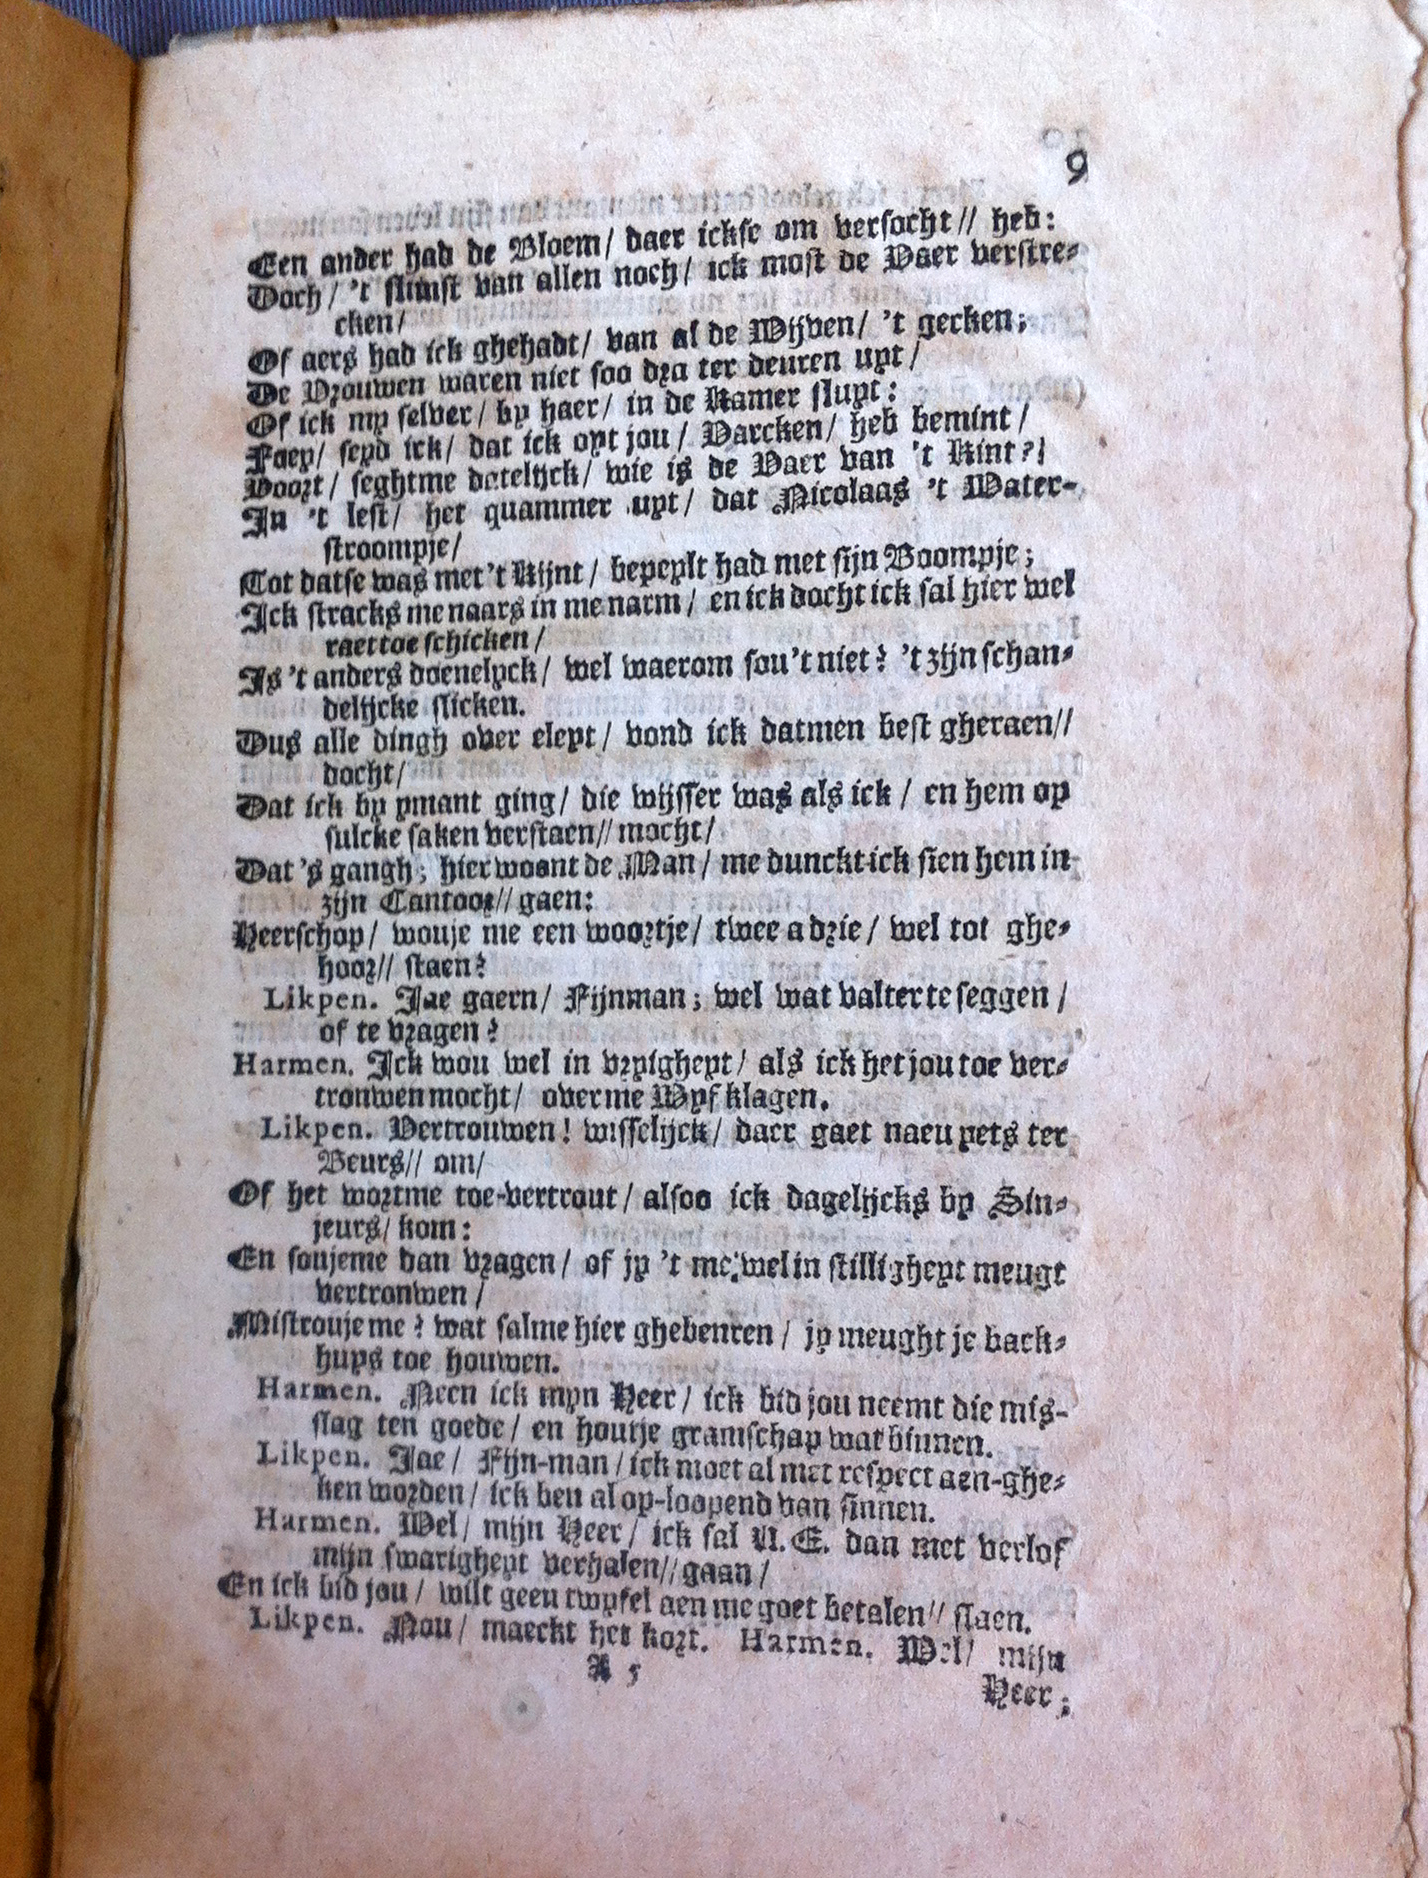 9
Een ander had de Bloem/ daer ickse om versocht// heb:
Doch/ 't slimst van allen noch/ ick most de Vaer verstre-
cken/
Of aers had ick ghehadt/ van al de Wijven/ 't gecken;
De Vrouwen waren niet soo dra ter deuren uyt/
Of ick my selver/ by haer/ in de Kamer sluyt:
Foey/ seyd ick/ dat ick oyt jou/ Varcken/ heb bemint/
Voort/ seghtme datelijck/ wie is de Vaer van 't Kint?/
In 't lest/ het quammer uyt/ dat Nicolaas 't Water-
stroompje/
Tot datse was met 't Kijnt/ bepeylt had met sijn Boompje;
Ick stracks me naars in me narm/ en ick docht ick sal hier wel
raet toe schicken/
Is 't anders doenelyck/ wel waerom sou 't niet? 't zijn schan-
delijcke slicken.
Dus alle dingh over eleyt/ vond ick datmen best gheraen//
docht/
Dat ick by ymant ging/ die wijsser was als ick/ en hem op
sulcke saken verstaen// mocht/
Dat 's gangh; hier woont de Man/ me dunckt ick sien hem in
zijn Cantoor// gaen:
Heerschop/ wouje me een woortje/ twee a drie/ wel tot ghe-
hoor// staen?
Likpen. Jae gaern/ Fijnman; wel wat valter te seggen/
of te vragen?
Harmen. Ick wou wel in vryigheyt/ als ick het jou toe ver-
trouwen mocht/ over me Wyf klagen.
Likpen. Vertrouwen! wisselijck/ daer gaet naeu yets ter
Beurs// om/
Of het wortme toe-vertrout/ alsoo ick dagelijcks by Sin-
jeurs/ kom:
En soujeme dan vragen/ of jy 't me wel in stilligheyt meugt
vertrouwen/
Mistrouje me? wat salme hier ghebeuren/ jy meught je back-
huys toe houwen.
Harmen. Neen ick myn Heer/ ick bid jou neemt die mis-
slag ten goede/ en houtje gramschap wat binnen.
Likpen. Jae/ Fijn-man/ ick moet al met respect aen-ghe-
ken worden/ ick ben al op-loopend van sinnen.
Harmen. Wel/ mijn Heer/ ick sal U. E. dan met verlof
mijn swarigheyt verhalen// gaan/
En ick bid jou/ wilt geen twyfel aen me goet betalen// slaen.
Likpen. Nou/ maeckt het kort. Harmen. Wel/ mijn
A 5
Heer;